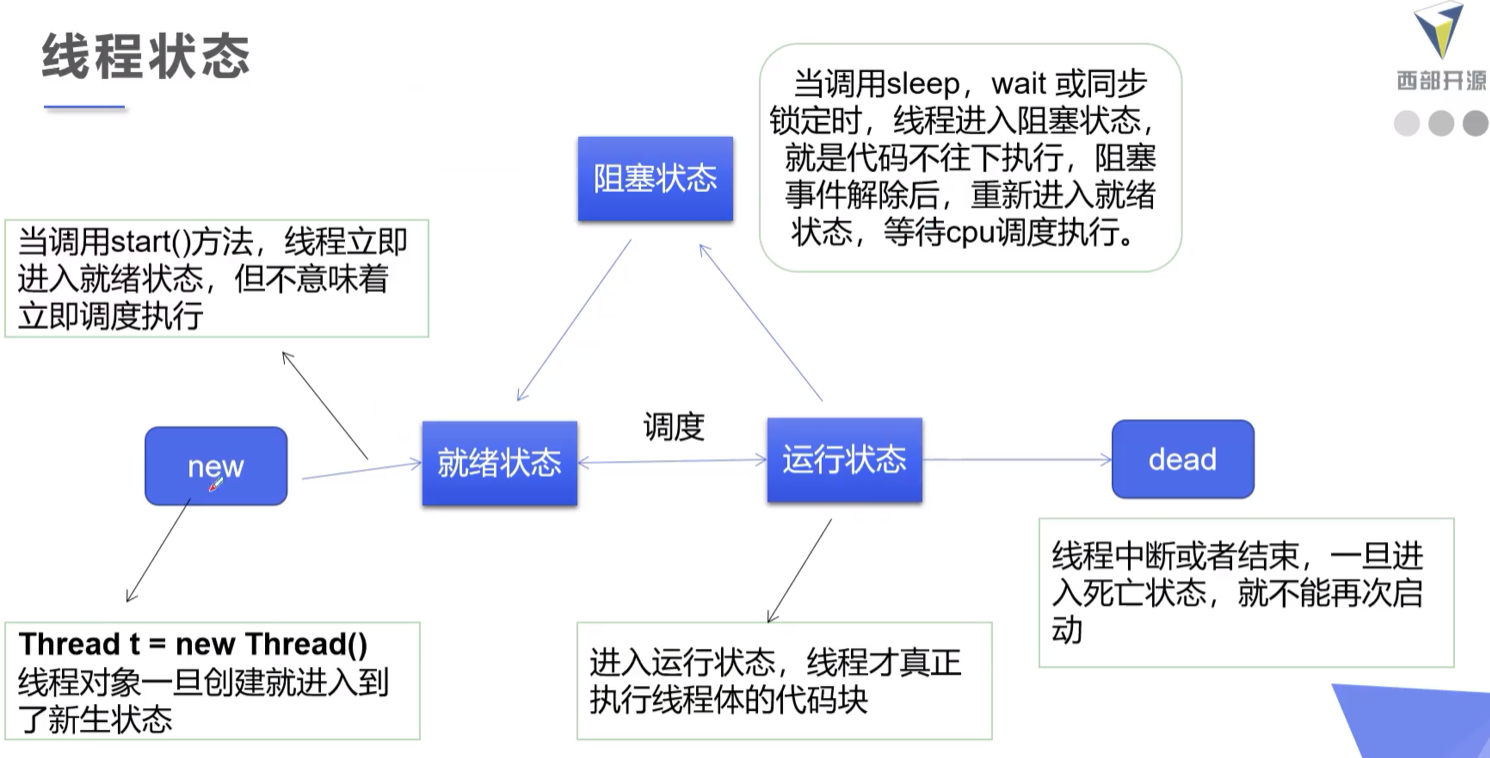 线程状态
西部开源
当调用sleep，wait 或同步
锁定时，线程进入阻塞状态，
就是代码不往下执行，阻塞
事件解除后，重新进入就绪
状态，等待cpu调度执行。
阻塞状态
当调用start()方法，线程立即
进入就绪状态，但不意味着
立即调度执行
new
就绪状态
调度
运行状态
dead
Thread t = new Thread()
线程对象一旦创建就进入到
了新生状态
进入运行状态，线程才真正
执行线程体的代码块
线程中断或者结束，一旦进
入死亡状态，就不能再次启
动